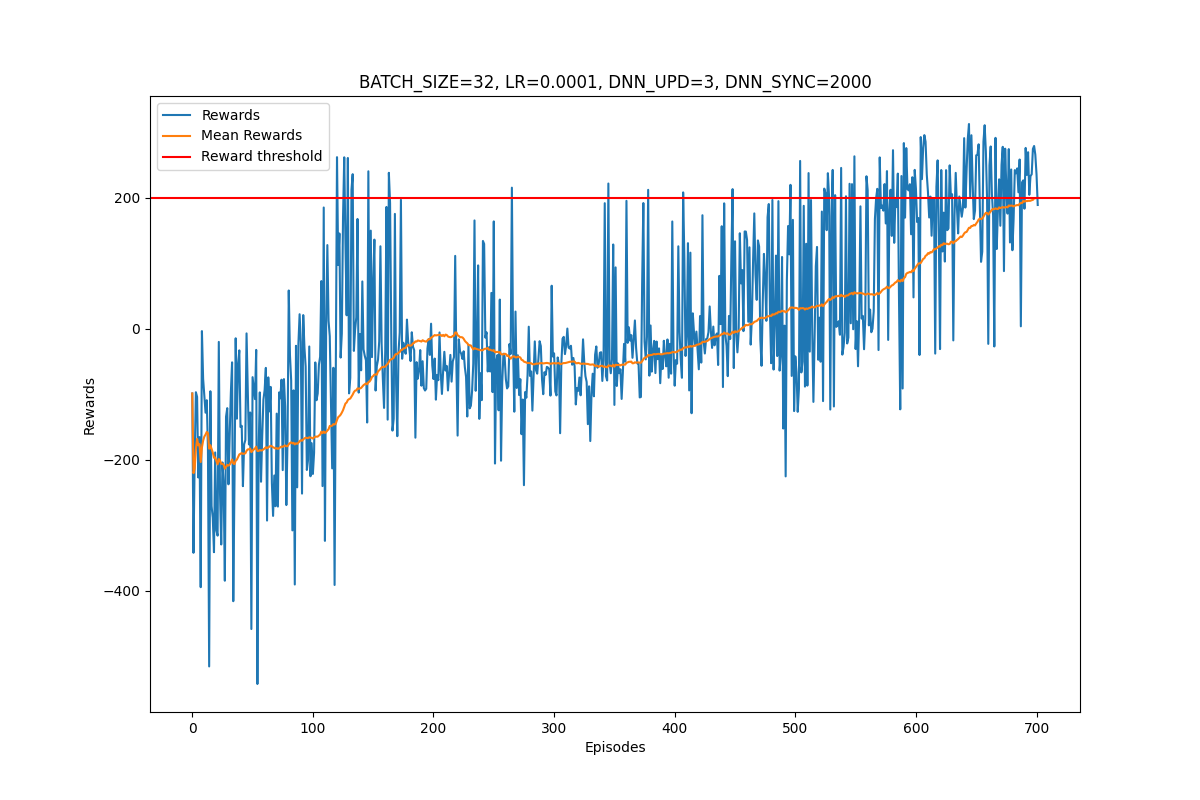 BATCH_SIZE=32, LR=0.0001, DNN_UPD=3, DNN_SYNC=2000
Rewards
Mean Rewards
Reward threshold
200
0
−200
−400
Rewards
0 100 200 300 400 500 600 700
Episodes